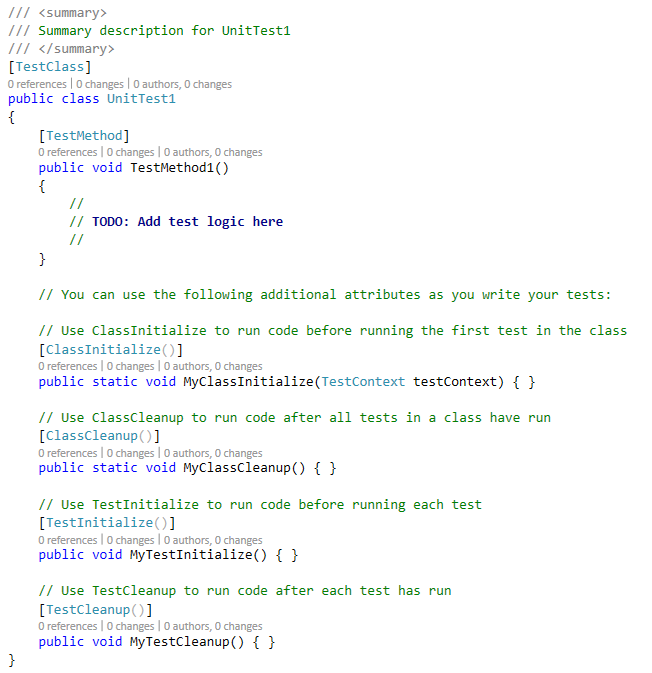 /// <summary>
/// Summary description for UnitTest1
/// </summary>
[TestClass]
0 references | 0 changes | 0 authors, 0 changes
public class UnitTest1
{
[TestMethod]
0 references | 0 changes | 0 authors, 0 changes
public void TestMethod1()
{
//
// TODO: Add test logic here
//
}
// You can use the following additional attributes as you write your tests:
// Use ClassInitialize to run code before running the first test in the class
[ClassInitialize()]
0 references | 0 changes | 0 authors, 0 changes
public static void MyClassInitialize(TestContext testContext) { }
// Use ClassCleanup to run code after all tests in a class have run
[ClassCleanup()]
0 references | 0 changes | 0 authors, 0 changes
public static void MyClassCleanup() { }
// Use TestInitialize to run code before running each test
[TestInitialize()]
0 references | 0 changes | 0 authors, 0 changes
public void MyTestInitialize() { }
// Use TestCleanup to run code after each test has run
[TestCleanup()]
0 references | 0 changes | 0 authors, 0 changes
public void MyTestCleanup() { }
}